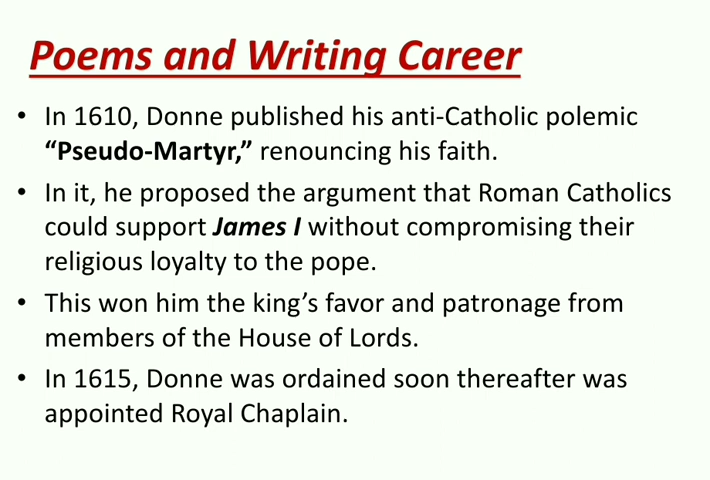 Poems and Writing Career
• In 1610, Donne published his anti-Catholic polemic
“Pseudo-Martyr,” renouncing his faith.
• In it, he proposed the argument that Roman Catholics
could support James I without compromising their
religious loyalty to the pope.
• This won him the king’s favor and patronage from
members of the House of Lords.
• In 1615, Donne was ordained soon thereafter was
appointed Royal Chaplain.